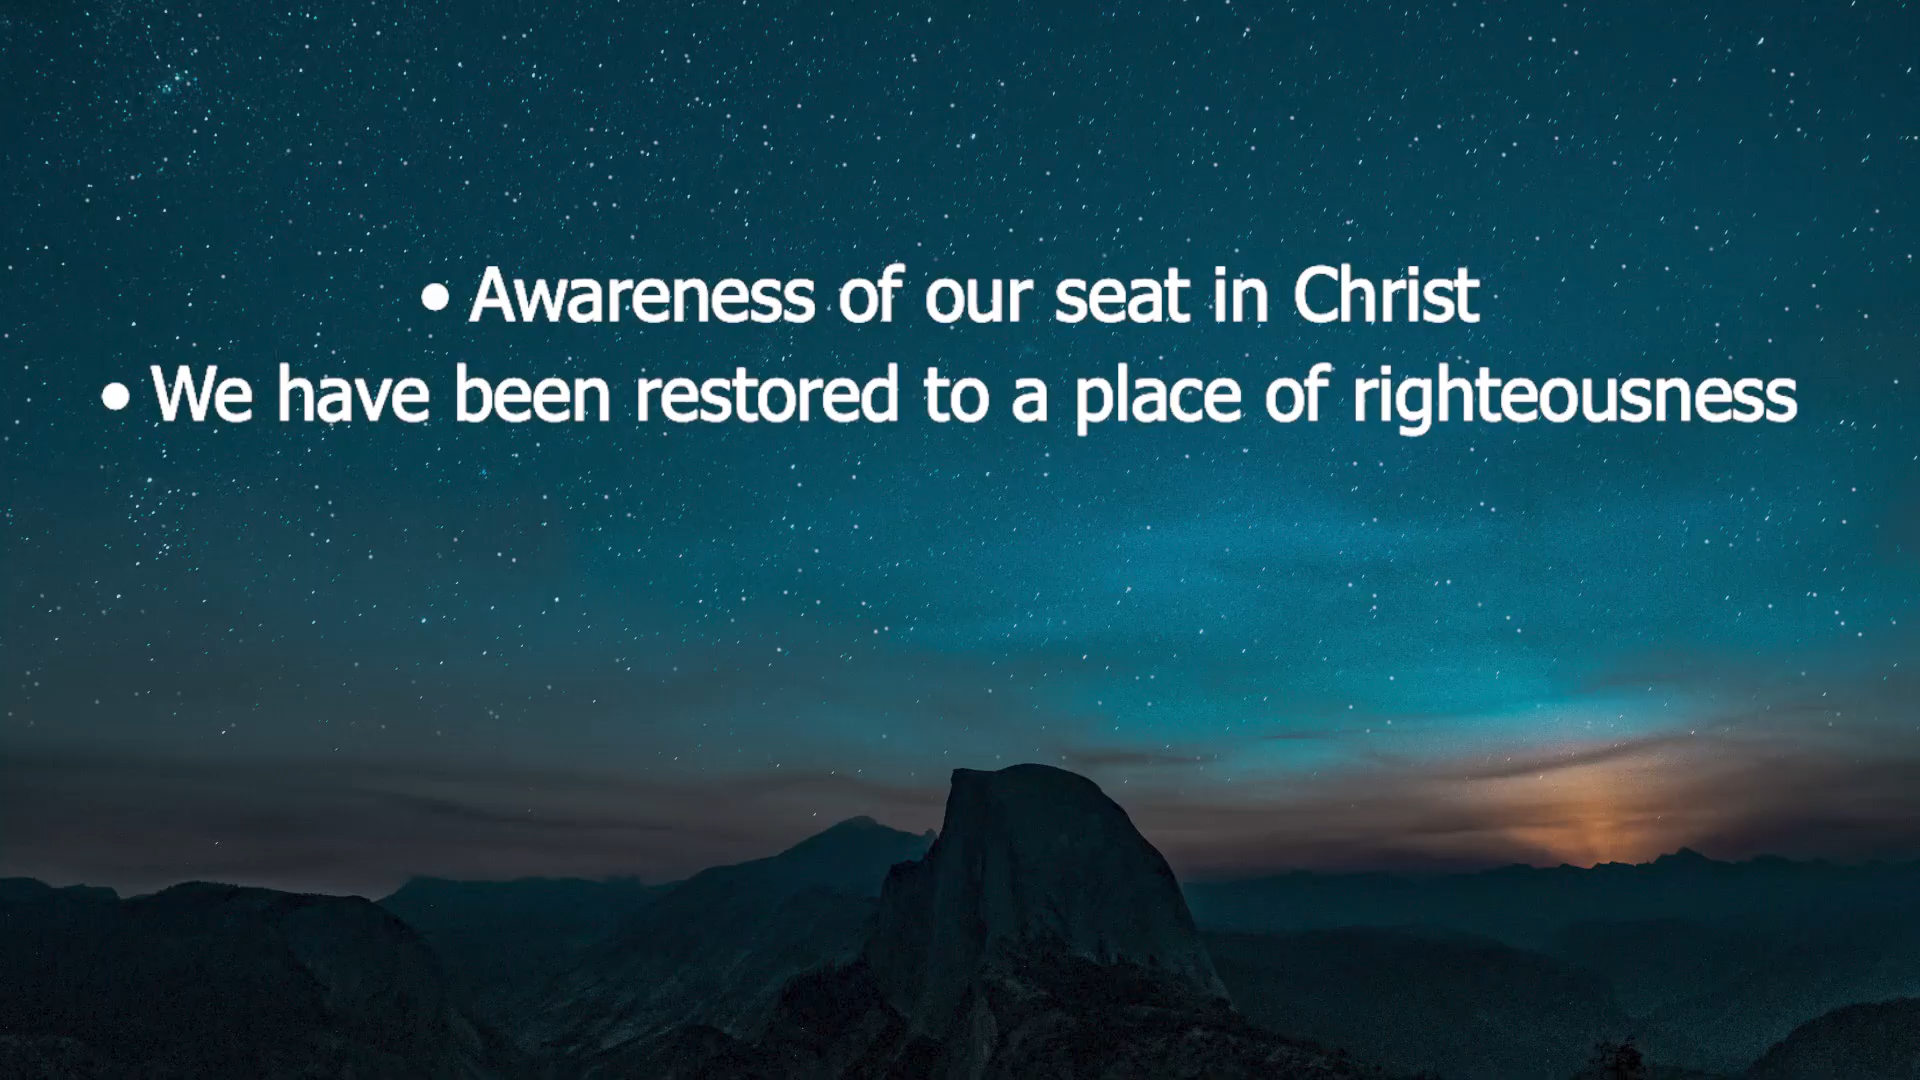 • Awareness of our seat in Christ
• We have been restored to a place of righteousness